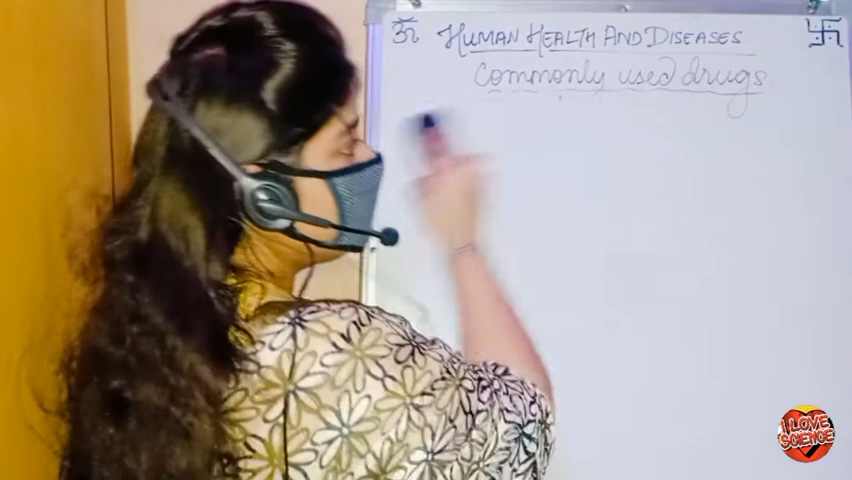 ॐ HUMAN HEALTH AND DISEASES
commonly used drugs
I LOVE
SCIENCE